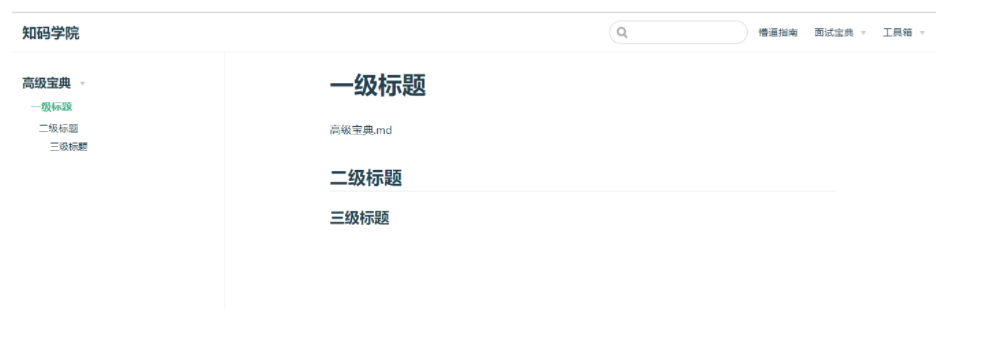 知码学院
懵逼指南 面试宝典 工具箱
高级宝典
一级标题
二级标题
三级标题
一级标题
高级宝典.md
二级标题
三级标题